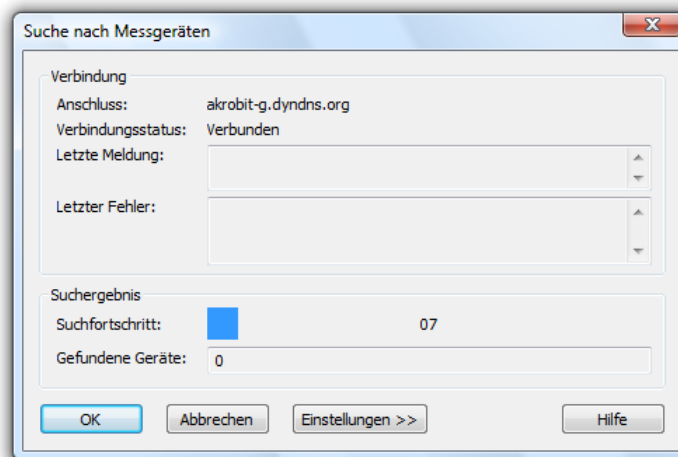 Suche nach Messgeräten
Verbindung
Anschluss: akrobit-g.dyndns.org
Verbindungsstatus: Verbunden
Letzte Meldung:
Letzter Fehler:
Suchergebnis
Suchfortschritt: 07
Gefundene Geräte: 0
OK Abbrechen Einstellungen >> Hilfe